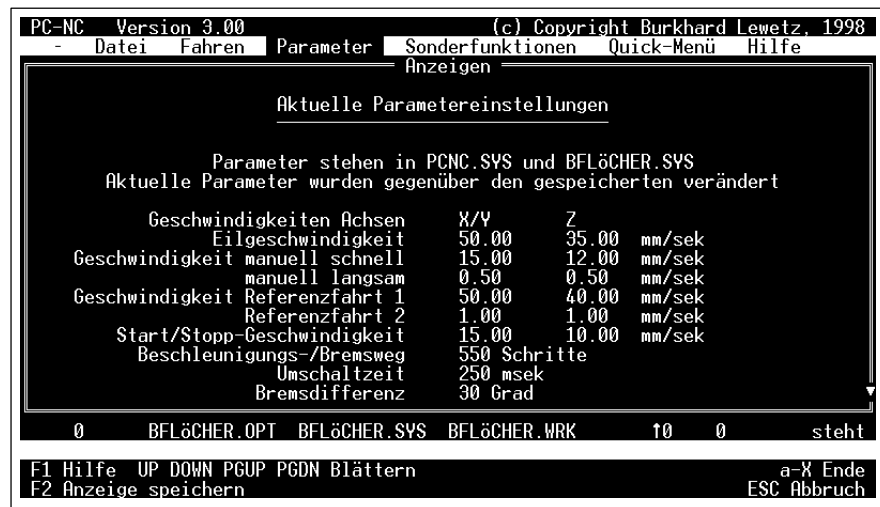 PC-NC Version 3.00 (c) Copyright Burkhard Lewetz, 1998
- Datei Fahren Parameter Sonderfunktionen Quick-Menü Hilfe
Anzeigen
Aktuelle Parametereinstellungen
Parameter stehen in PCNC.SYS und BFLöCHER.SYS
Aktuelle Parameter wurden gegenüber den gespeicherten verändert
Geschwindigkeiten Achsen X/Y Z
Eilgeschwindigkeit 50.00 35.00 mm/sek
Geschwindigkeit manuell schnell 15.00 12.00 mm/sek
manuell langsam 0.50 0.50 mm/sek
Geschwindigkeit Referenzfahrt 1 50.00 40.00 mm/sek
Referenzfahrt 2 1.00 1.00 mm/sek
Start/Stopp-Geschwindigkeit 15.00 10.00 mm/sek
Beschleunigungs-/Bremsweg 550 Schritte
Umschaltzeit 250 msek
Bremsdifferenz 30 Grad
0 BFLöCHER.OPT BFLöCHER.SYS BFLöCHER.WRK ↑0 0 steht
F1 Hilfe UP DOWN PGUP PGDN Blättern a-X Ende
F2 Anzeige speichern ESC Abbruch